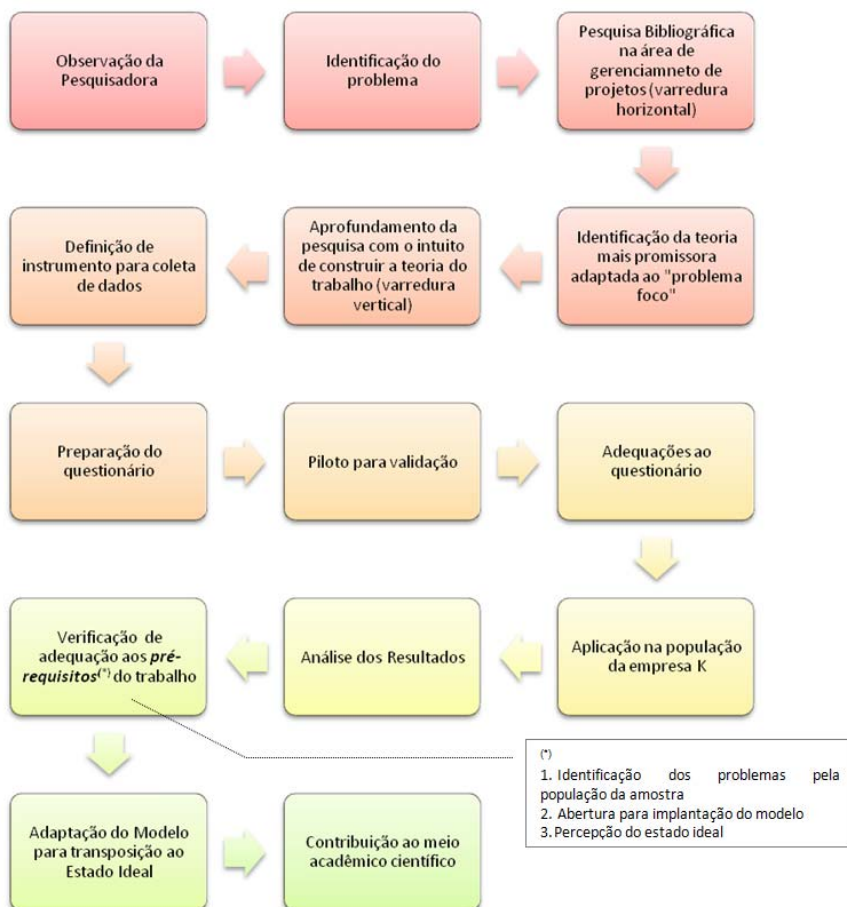 Observação da
Pesquisadora
Identificação do
problema
Pesquisa Bibliográfica
na área de
gerenciamneto de
projetos (varredura
horizontal)
Identificação da teoria
mais promissora
adaptada ao "problema
foco"
Aprofundamento da
pesquisa com o intuito
de construir a teoria do
trabalho (varredura
vertical)
Definição de
instrumento para coleta
de dados
Preparação do
questionário
Piloto para validação
Adequações ao
questionário
Aplicação na população
da empresa K
Análise dos Resultados
Verificação de
adequação aos pré-
requisitos(*) do trabalho
(*)
1. Identificação dos problemas pela
população da amostra
2. Abertura para implantação do modelo
3. Percepção do estado ideal
Adaptação do Modelo
para transposição ao
Estado Ideal
Contribuição ao meio
acadêmico científico